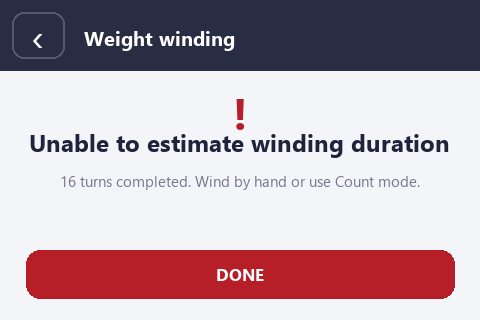 ‹ Weight winding
!
Unable to estimate winding duration
16 turns completed. Wind by hand or use Count mode.
DONE